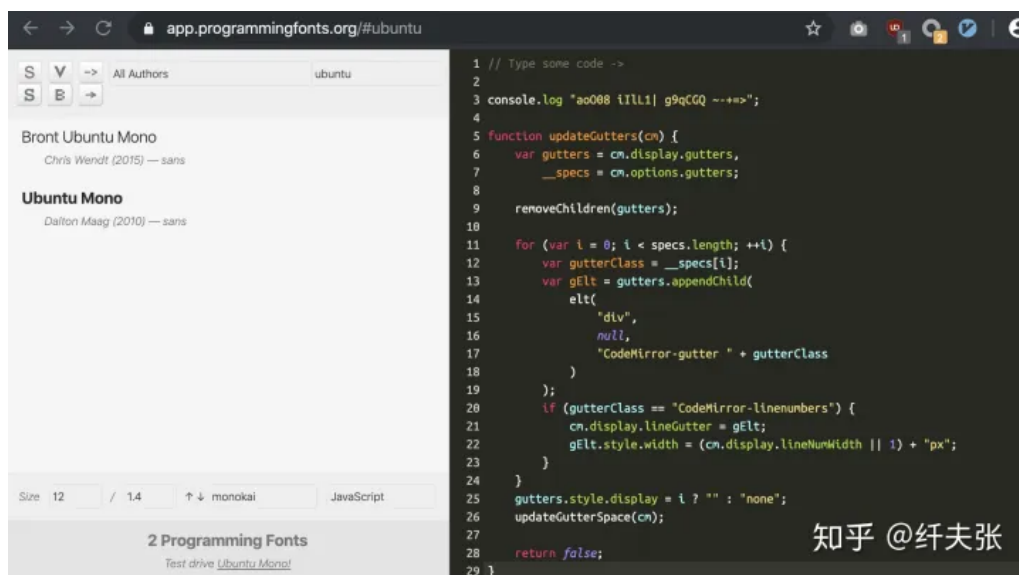 app.programmingfonts.org/#ubuntu
1
2
S V -> All Authors ubuntu
S B →
Bront Ubuntu Mono
Chris Wendt (2015) — sans
Ubuntu Mono
Dalton Maag (2010) — sans
Size 12 / 1.4 ↑↓ monokai JavaScript
2 Programming Fonts
Test drive Ubuntu Mono!
1 // Type some code ->
2
3 console.log "aoO08 iIlL1| g9qCGQ ~-+=>";
4
5 function updateGutters(cm) {
6     var gutters = cm.display.gutters,
7         __specs = cm.options.gutters;
8
9     removeChildren(gutters);
10
11     for (var i = 0; i < specs.length; ++i) {
12         var gutterClass = __specs[i];
13         var gElt = gutters.appendChild(
14             elt(
15                 "div",
16                 null,
17                 "CodeMirror-gutter " + gutterClass
18             )
19         );
20         if (gutterClass == "CodeMirror-linenumbers") {
21             cm.display.lineGutter = gElt;
22             gElt.style.width = (cm.display.lineNumWidth || 1) + "px";
23         }
24     }
25     gutters.style.display = i ? "" : "none";
26     updateGutterSpace(cm);
27
28     return false;
29 }
知乎 @纤夫张